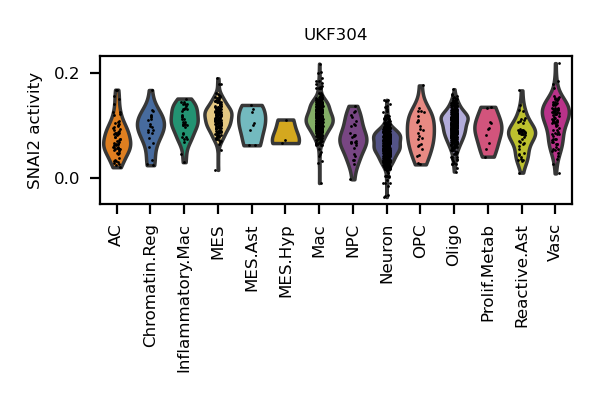 UKF304
SNAI2 activity
0.2
0.0
AC
Chromatin.Reg
Inflammatory.Mac
MES
MES.Ast
MES.Hyp
Mac
NPC
Neuron
OPC
Oligo
Prolif.Metab
Reactive.Ast
Vasc